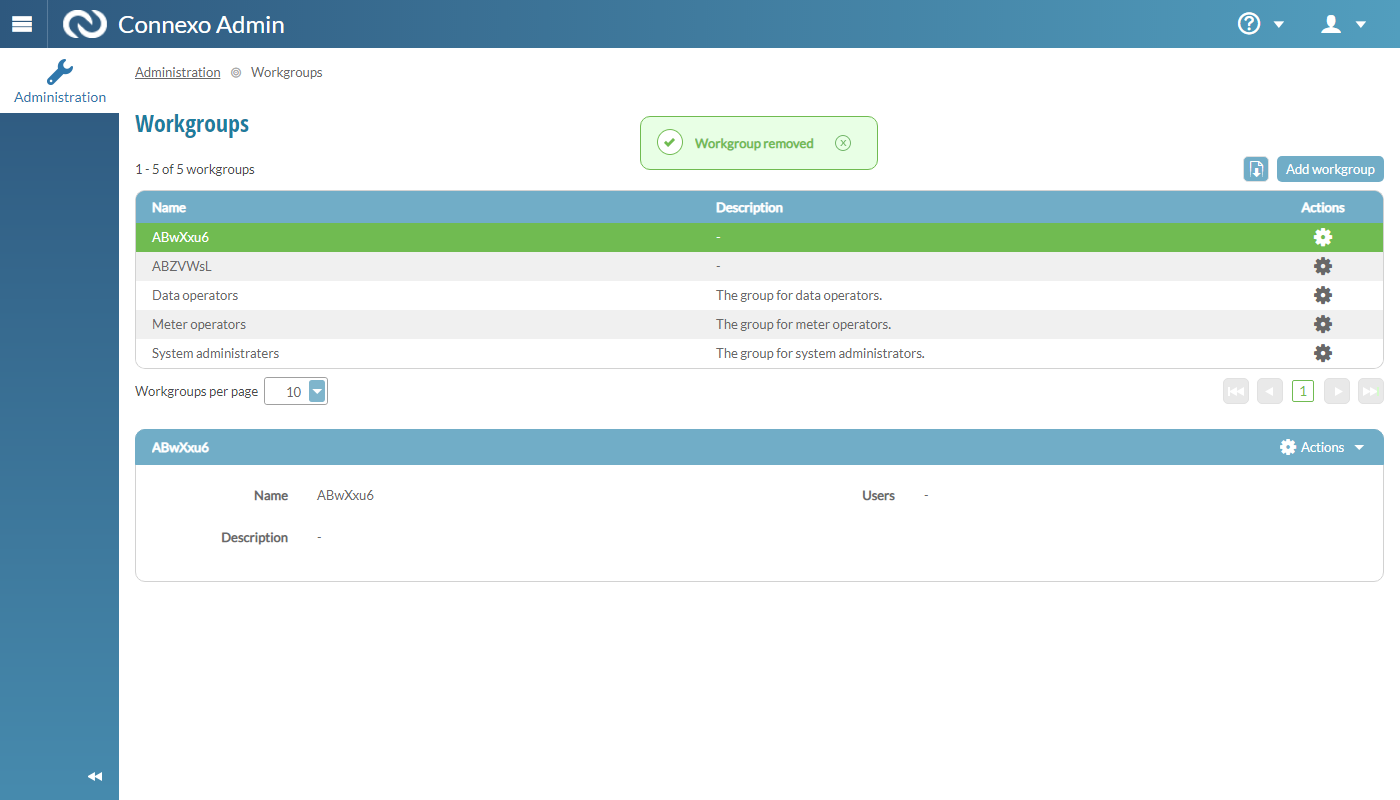 Connexo Admin
Administration
Administration Workgroups
Workgroups
Workgroup removed
1 - 5 of 5 workgroups
Add workgroup
Name Description Actions
ABwXxu6 -
ABZVWsL -
Data operators The group for data operators.
Meter operators The group for meter operators.
System administraters The group for system administrators.
Workgroups per page 10 1
ABwXxu6 Actions
Name ABwXxu6 Users -
Description -